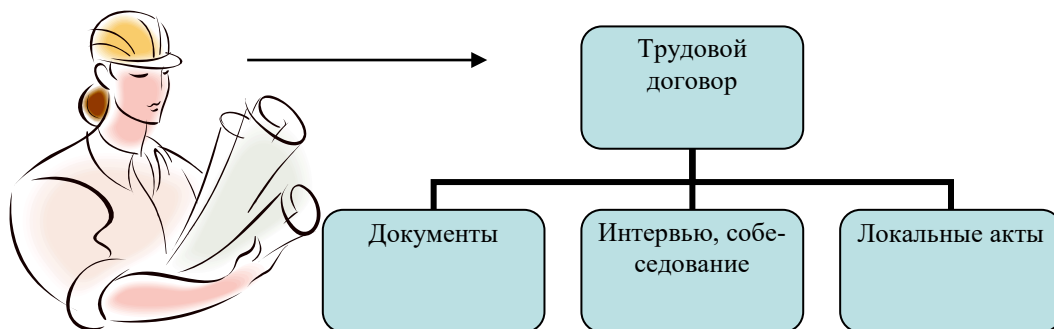 Трудовой
договор
Документы
Интервью, собе-
седование
Локальные акты